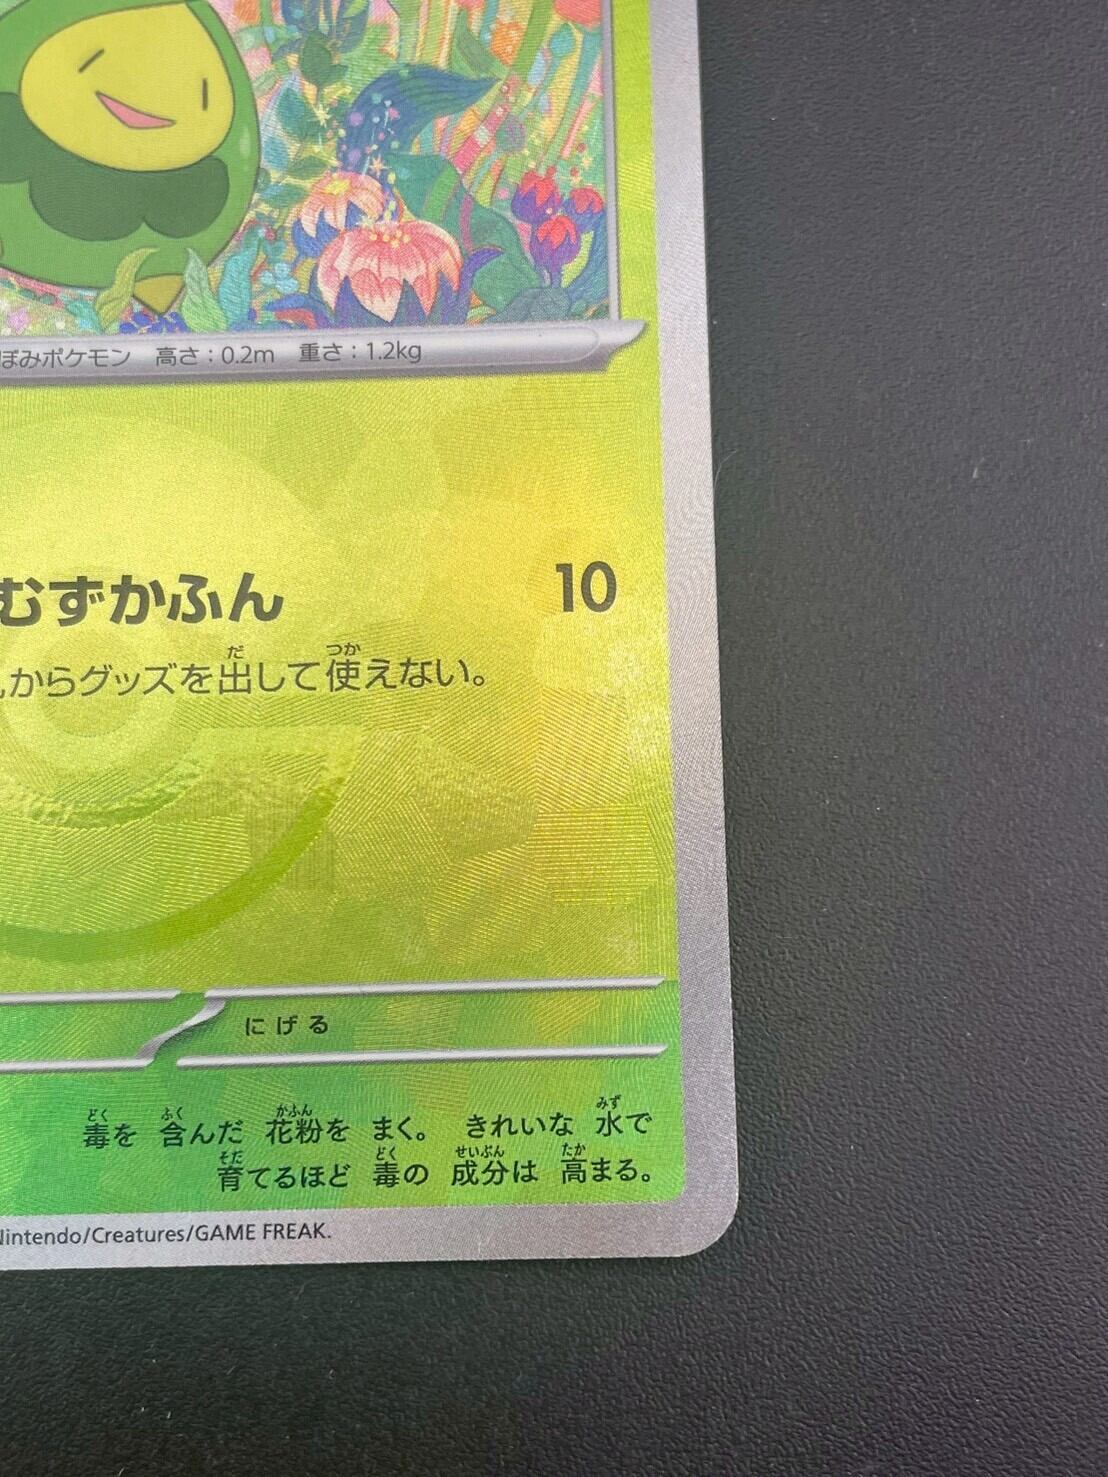 ぼみポケモン 高さ：0.2m 重さ：1.2kg
むずかふん 10
からグッズを出して使えない。
にげる
毒を 含んだ 花粉を まく。 きれいな 水で
育てるほど 毒の 成分は 高まる。
Nintendo/Creatures/GAME FREAK.